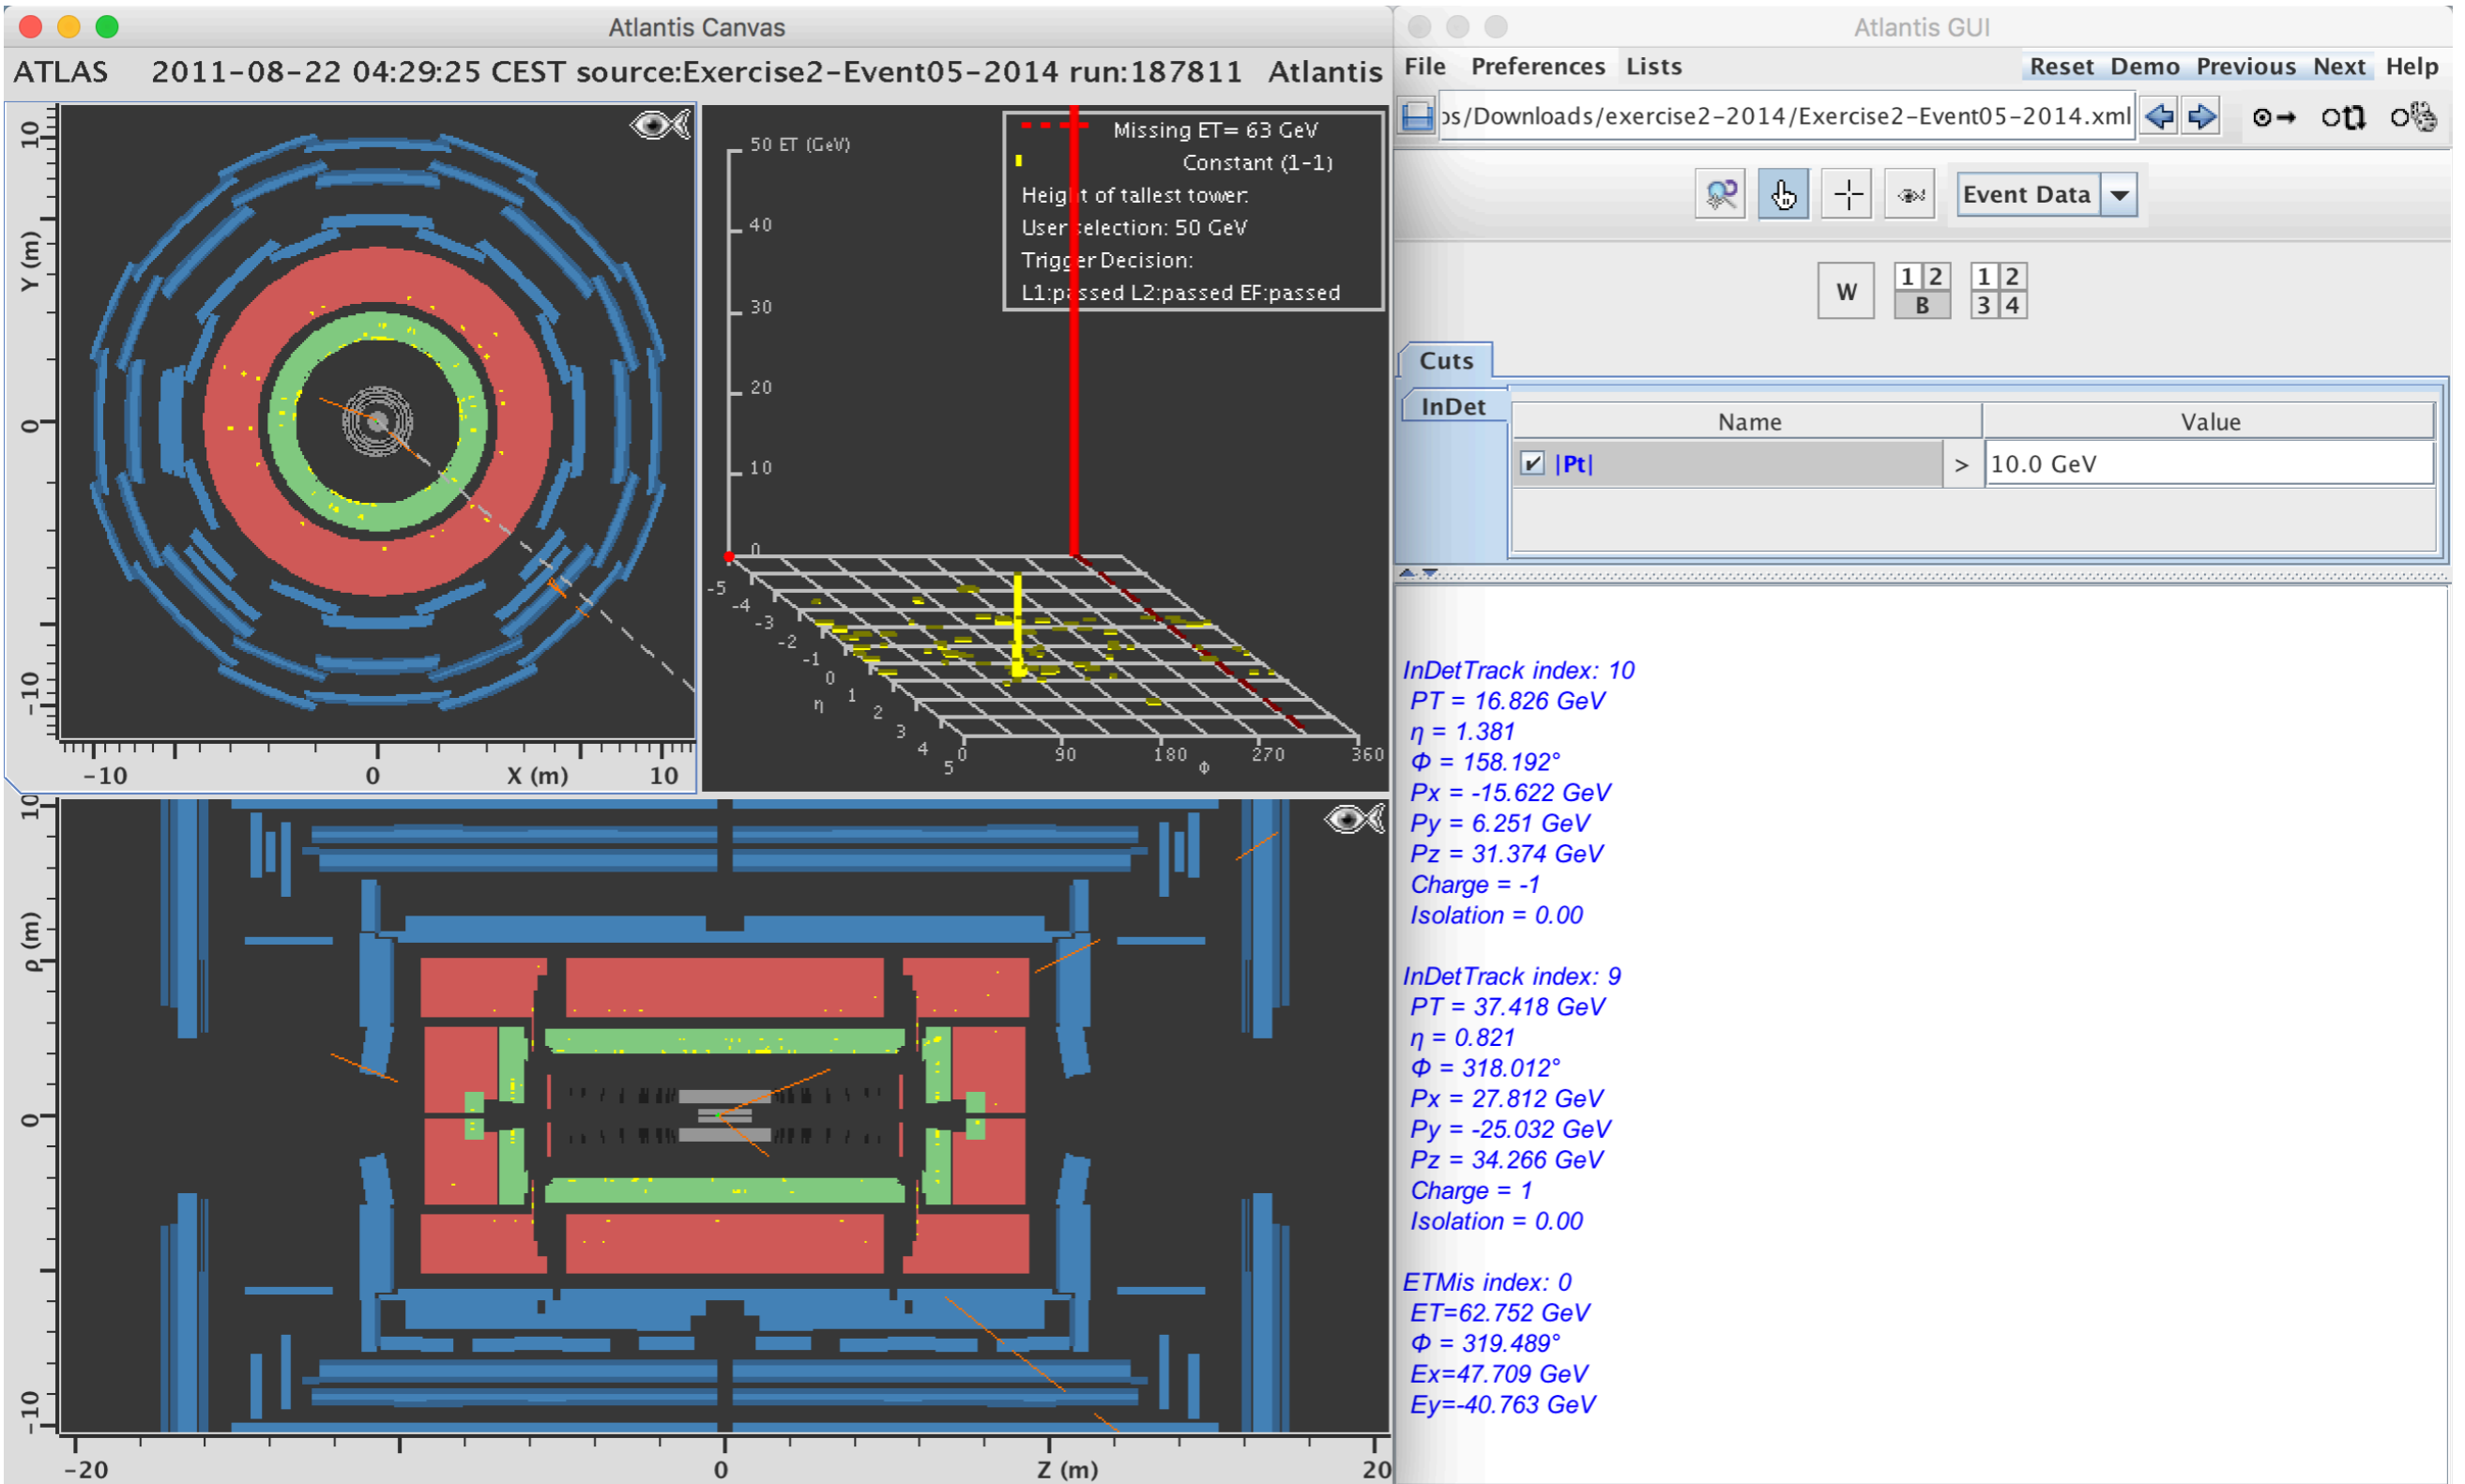 Atlantis Canvas
ATLAS 2011-08-22 04:29:25 CEST source:Exercise2-Event05-2014 run:187811 Atlantis
10
Y (m)
0
-10
-10 0 X (m) 10
50 ET (GeV)
40
30
20
10
0
Missing ET= 63 GeV
Constant (1-1)
Height of tallest tower:
User selection: 50 GeV
Trigger Decision:
L1:passed L2:passed EF:passed
-5
-4
-3
-2
-1
0
1
2
3
4
5
η
0 90 180 270 360
Φ
10
ρ (m)
0
-10
-20 0 Z (m) 20
Atlantis GUI
File Preferences Lists Reset Demo Previous Next Help
os/Downloads/exercise2-2014/Exercise2-Event05-2014.xml
Event Data
W 1 2 1 2
B 3 4
Cuts
InDet
Name Value
|Pt| > 10.0 GeV
InDetTrack index: 10
PT = 16.826 GeV
η = 1.381
Φ = 158.192°
Px = -15.622 GeV
Py = 6.251 GeV
Pz = 31.374 GeV
Charge = -1
Isolation = 0.00
InDetTrack index: 9
PT = 37.418 GeV
η = 0.821
Φ = 318.012°
Px = 27.812 GeV
Py = -25.032 GeV
Pz = 34.266 GeV
Charge = 1
Isolation = 0.00
ETMis index: 0
ET=62.752 GeV
Φ = 319.489°
Ex=47.709 GeV
Ey=-40.763 GeV